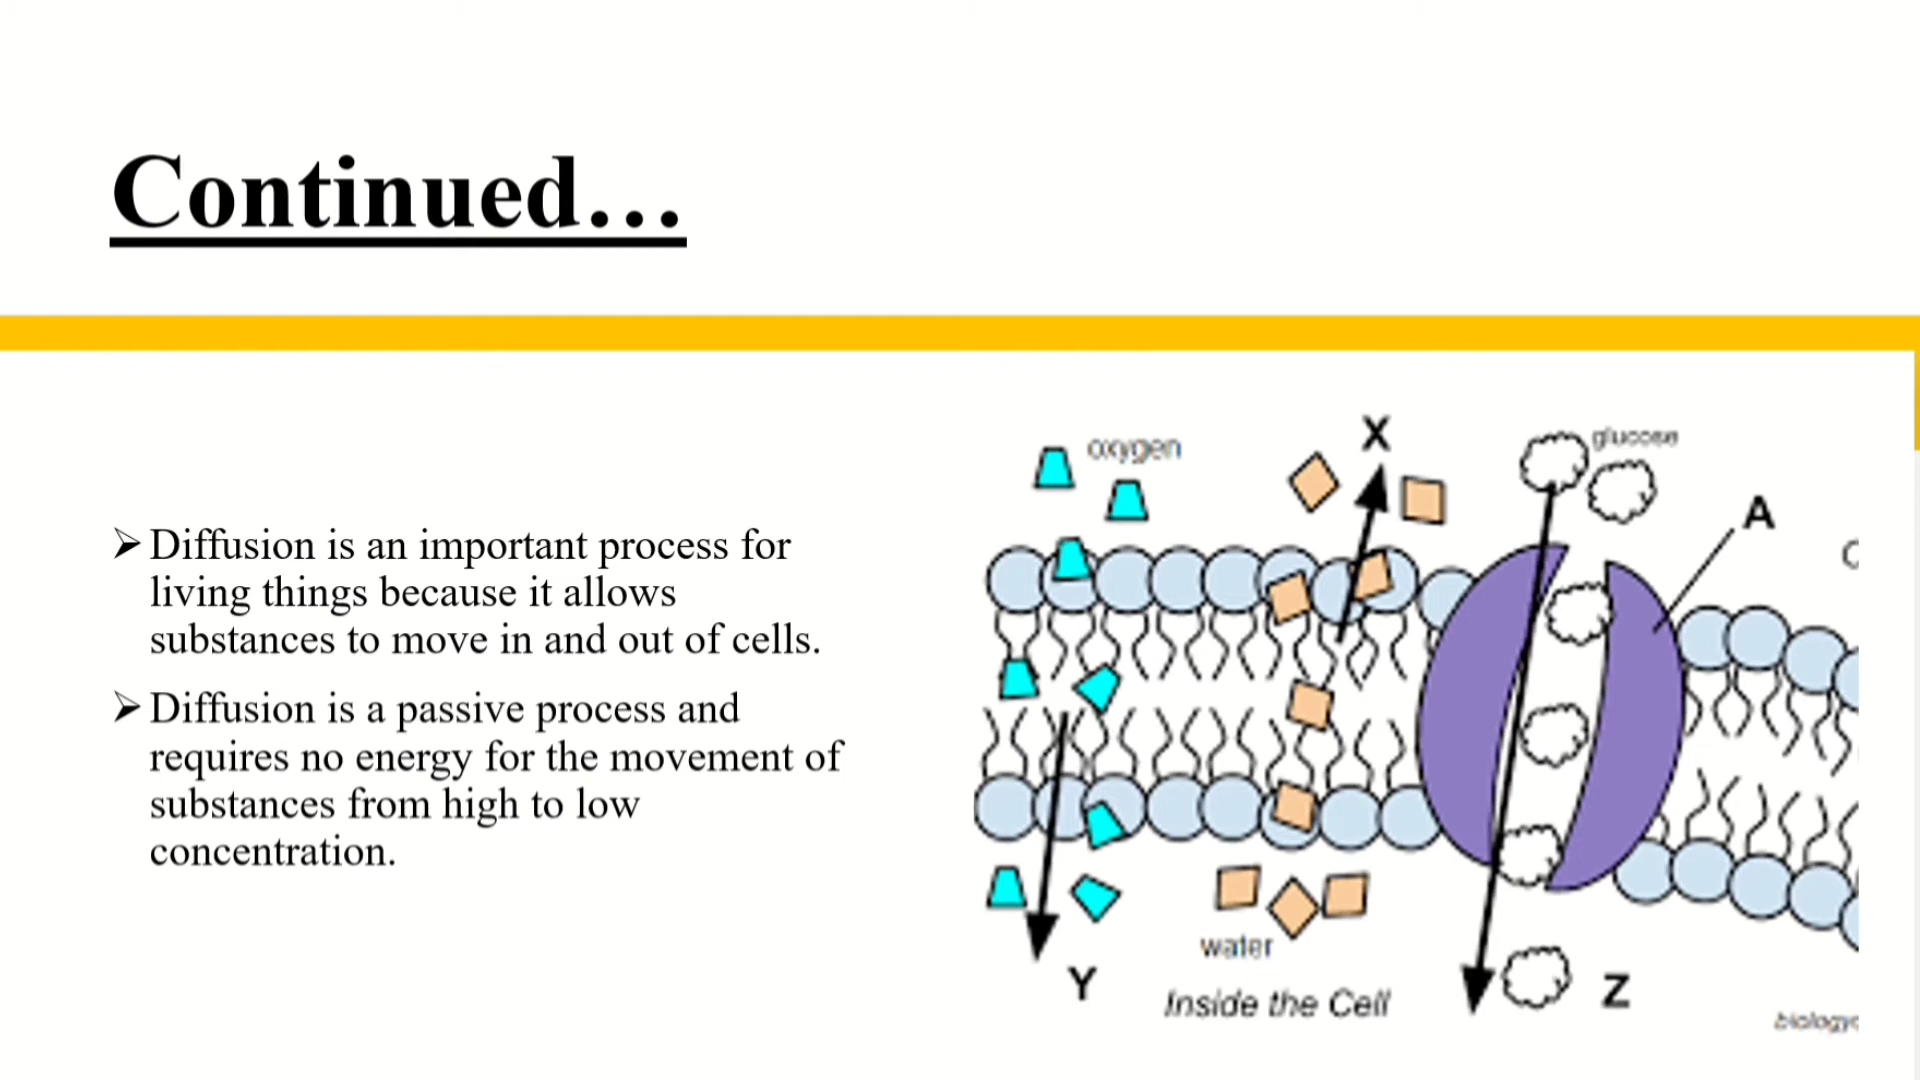 Continued…
➢ Diffusion is an important process for
living things because it allows
substances to move in and out of cells.
➢ Diffusion is a passive process and
requires no energy for the movement of
substances from high to low
concentration.
oxygen
X
glucose
A
water
Y
Inside the Cell
Z